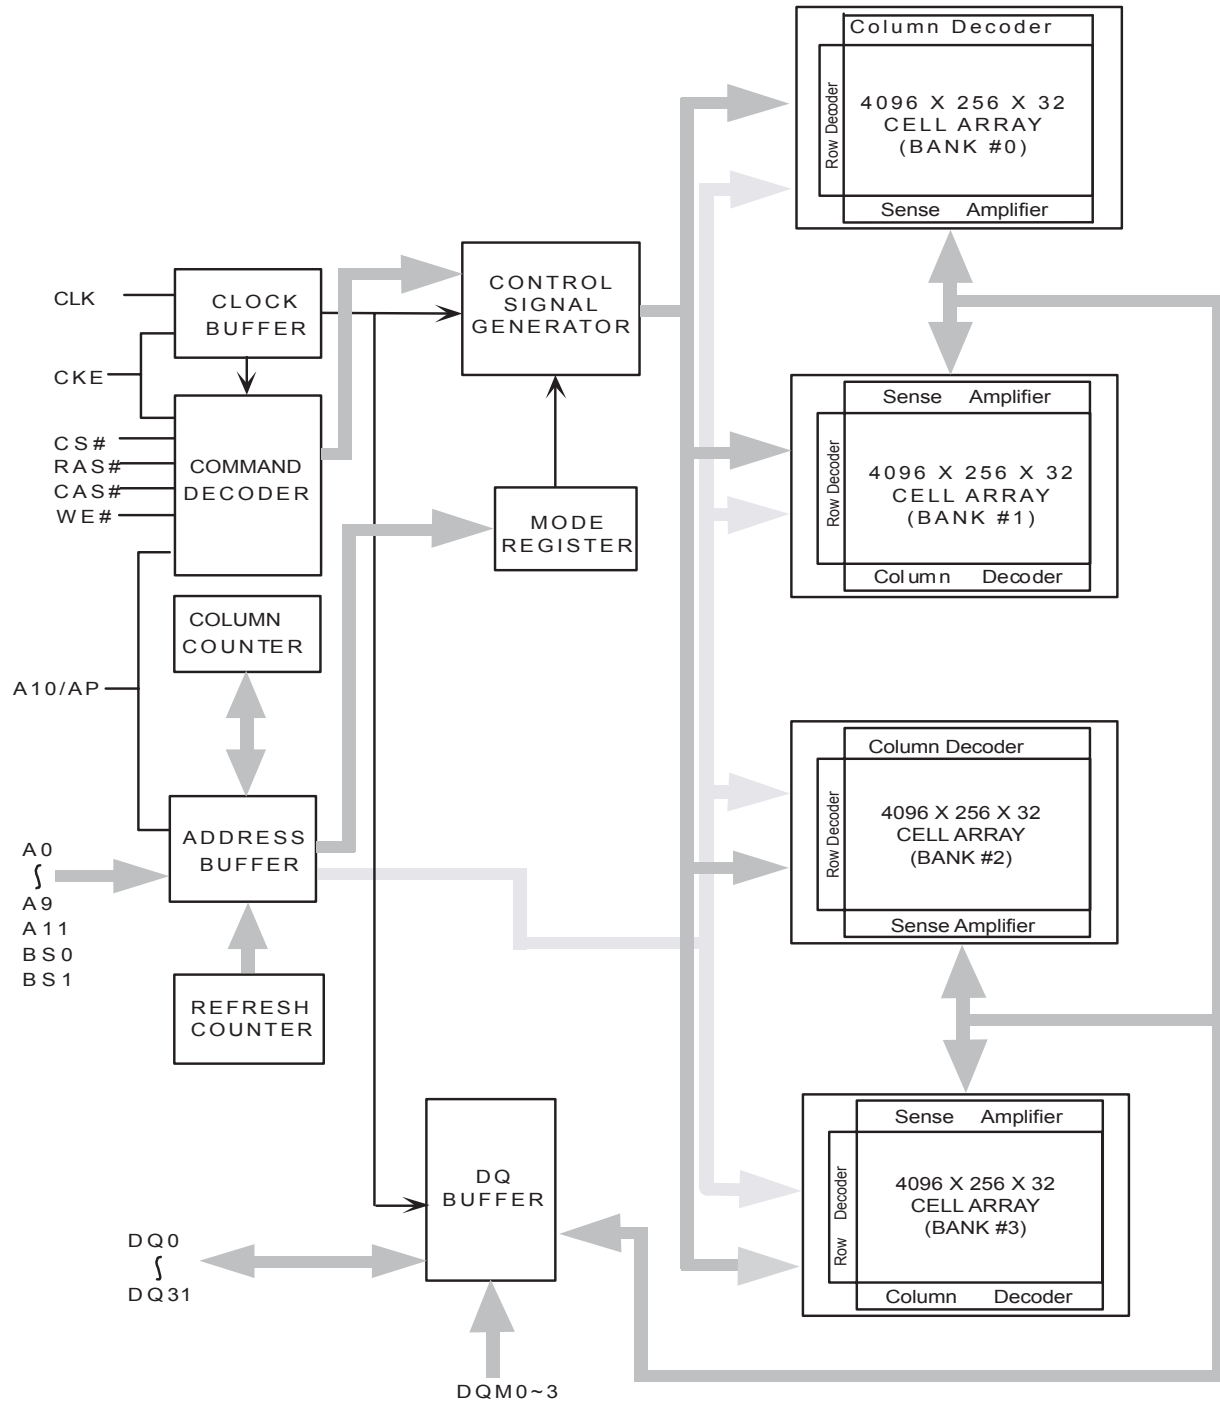 CLK
CKE
CS#
RAS#
CAS#
WE#
A10/AP
A0
A9
A11
BS0
BS1
DQ0
DQ31
DQM0~3
CLOCK
BUFFER
COMMAND
DECODER
COLUMN
COUNTER
ADDRESS
BUFFER
REFRESH
COUNTER
CONTROL
SIGNAL
GENERATOR
MODE
REGISTER
DQ
BUFFER
Column Decoder
Row Decoder
4096 X 256 X 32
CELL ARRAY
(BANK #0)
Sense Amplifier
Sense Amplifier
Row Decoder
4096 X 256 X 32
CELL ARRAY
(BANK #1)
Column Decoder
Column Decoder
Row Decoder
4096 X 256 X 32
CELL ARRAY
(BANK #2)
Sense Amplifier
Sense Amplifier
Row Decoder
4096 X 256 X 32
CELL ARRAY
(BANK #3)
Column Decoder